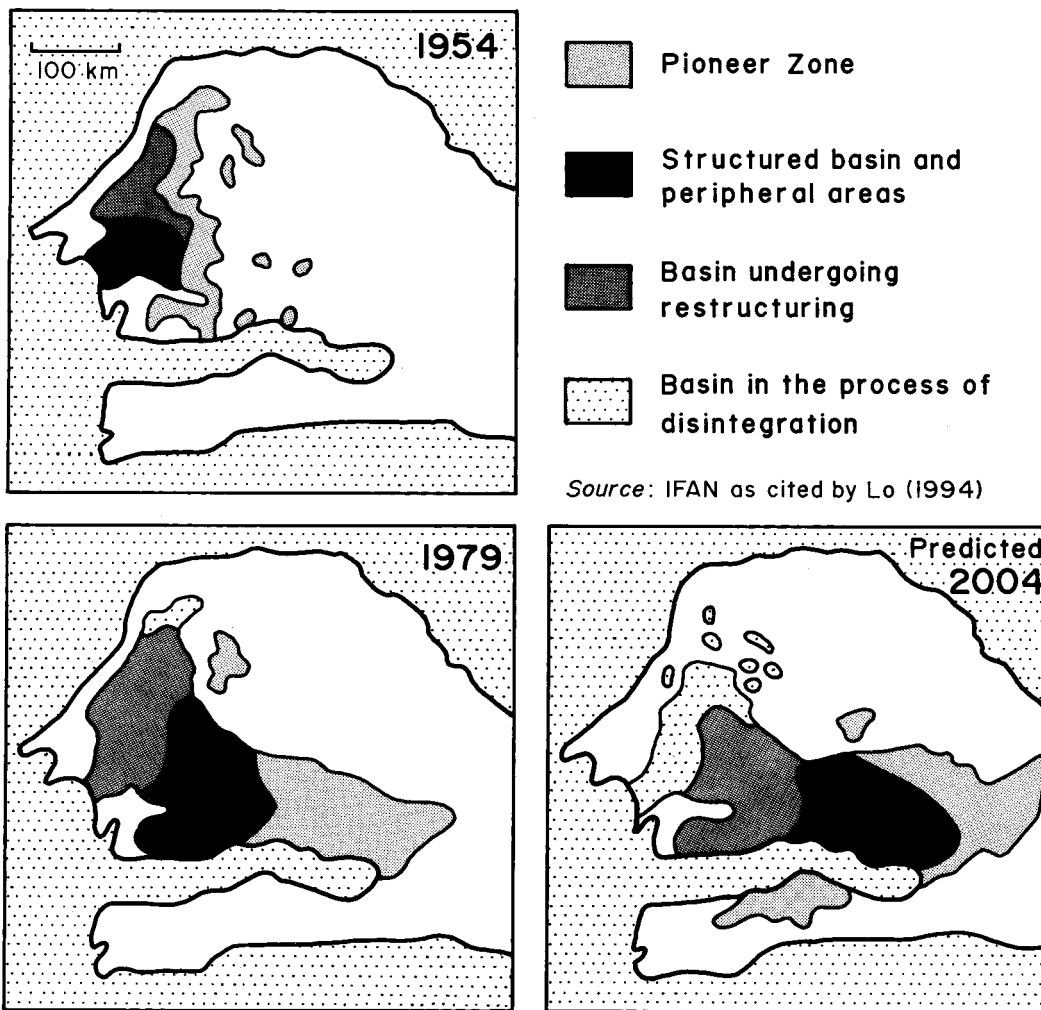 1954
100 km
Pioneer Zone
Structured basin and
peripheral areas
Basin undergoing
restructuring
Basin in the process of
disintegration
Source: IFAN as cited by Lo (1994)
1979
Predicted
2004